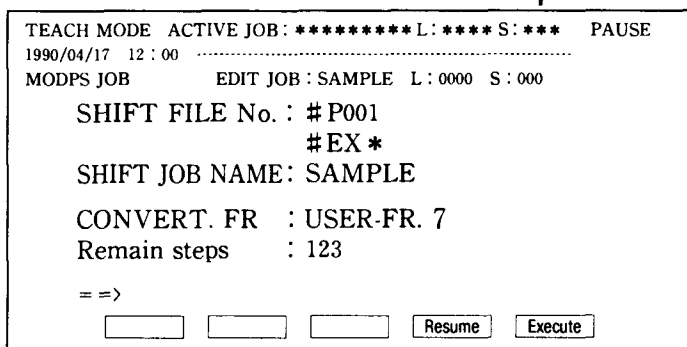 TEACH MODE ACTIVE JOB: ********* L: **** S: *** PAUSE
1990/04/17 12:00
MODPS JOB EDIT JOB: SAMPLE L: 0000 S: 000
SHIFT FILE No.: #P001
#EX*
SHIFT JOB NAME: SAMPLE
CONVERT. FR : USER-FR. 7
Remain steps : 123
==>
Resume Execute